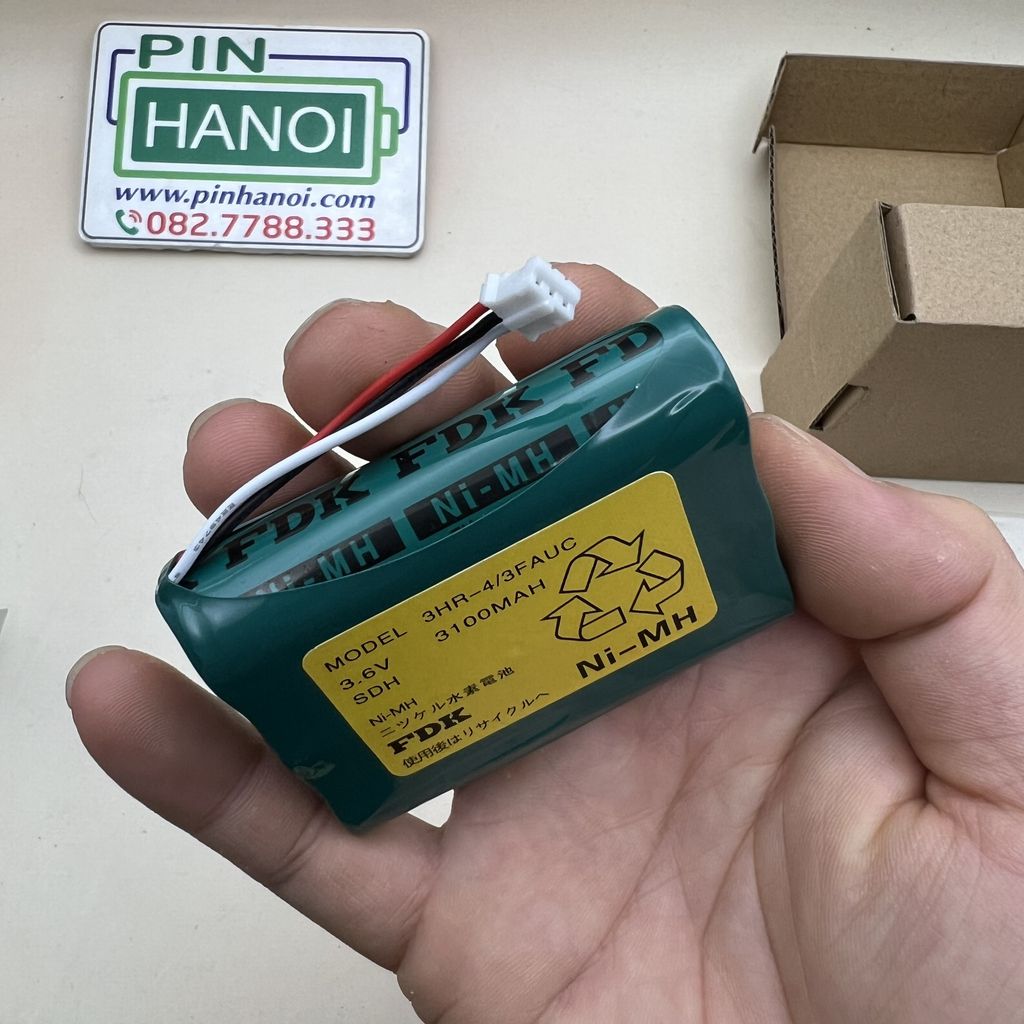 PIN
HANOI
www.pinhanoi.com
082.7788.333
FDK FDK FD
Ni-MH Ni-MH
MODEL 3HR-4/3FAUC
3.6V 3100MAH
SDH
Ni-MH
ニッケル水素電池
FDK
使用後はリサイクルへ
Ni-MH